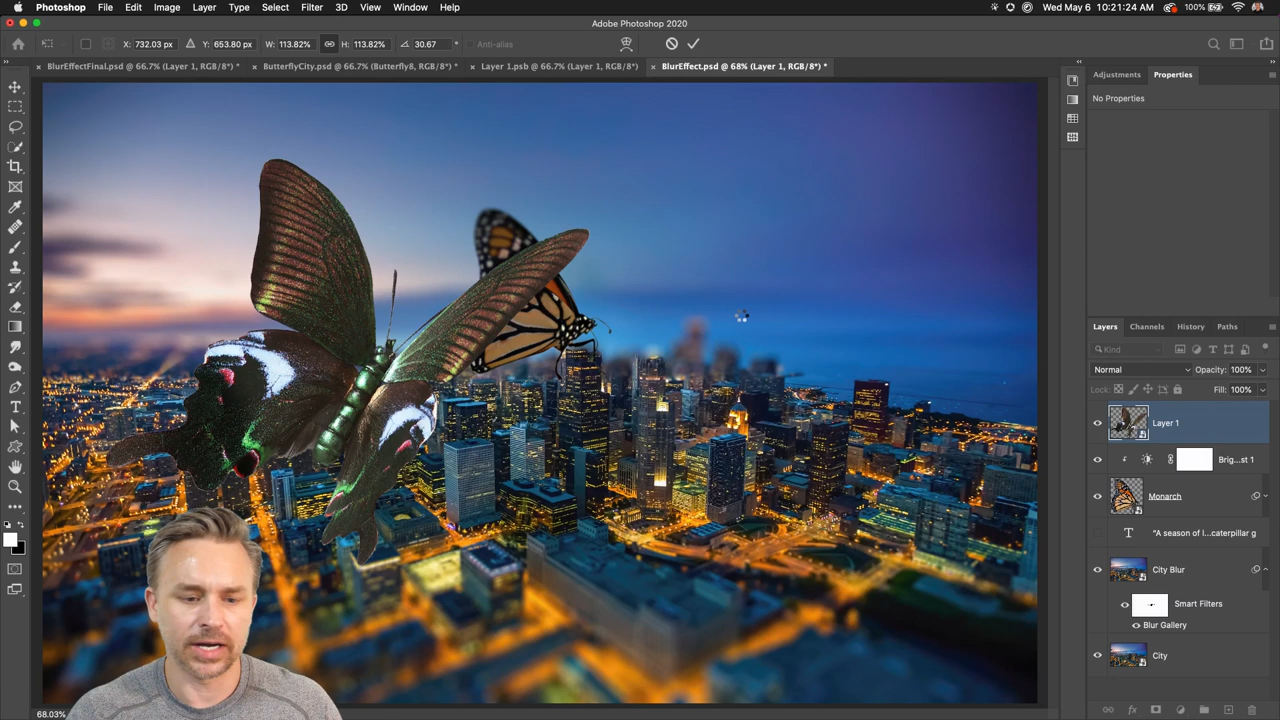 Photoshop File Edit Image Layer Type Select Filter 3D View Window Help 100% Wed May 6 10:21:24 AM
Adobe Photoshop 2020
X: 732.03 px Y: 653.80 px W: 113.82% H: 113.82% 30.67 ° Anti-alias
× BlurEffectFinal.psd @ 66.7% (Layer 1, RGB/8*) * × ButterflyCity.psd @ 66.7% (Butterfly8, RGB/8*) * × Layer 1.psb @ 66.7% (Layer 1, RGB/8*) × BlurEffect.psd @ 68% (Layer 1, RGB/8*) *
Adjustments Properties
No Properties
Layers Channels History Paths
Kind
Normal Opacity: 100%
Lock: Fill: 100%
Layer 1
Brig...st 1
Monarch
T "A season of l...caterpillar g
City Blur
Smart Filters
Blur Gallery
City
68.03%
fx